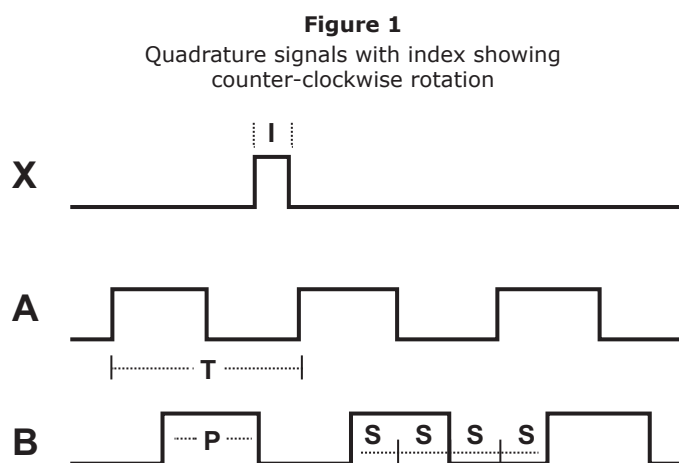 Figure 1
Quadrature signals with index showing
counter-clockwise rotation
I
X
A
T
B
P
S
S
S
S